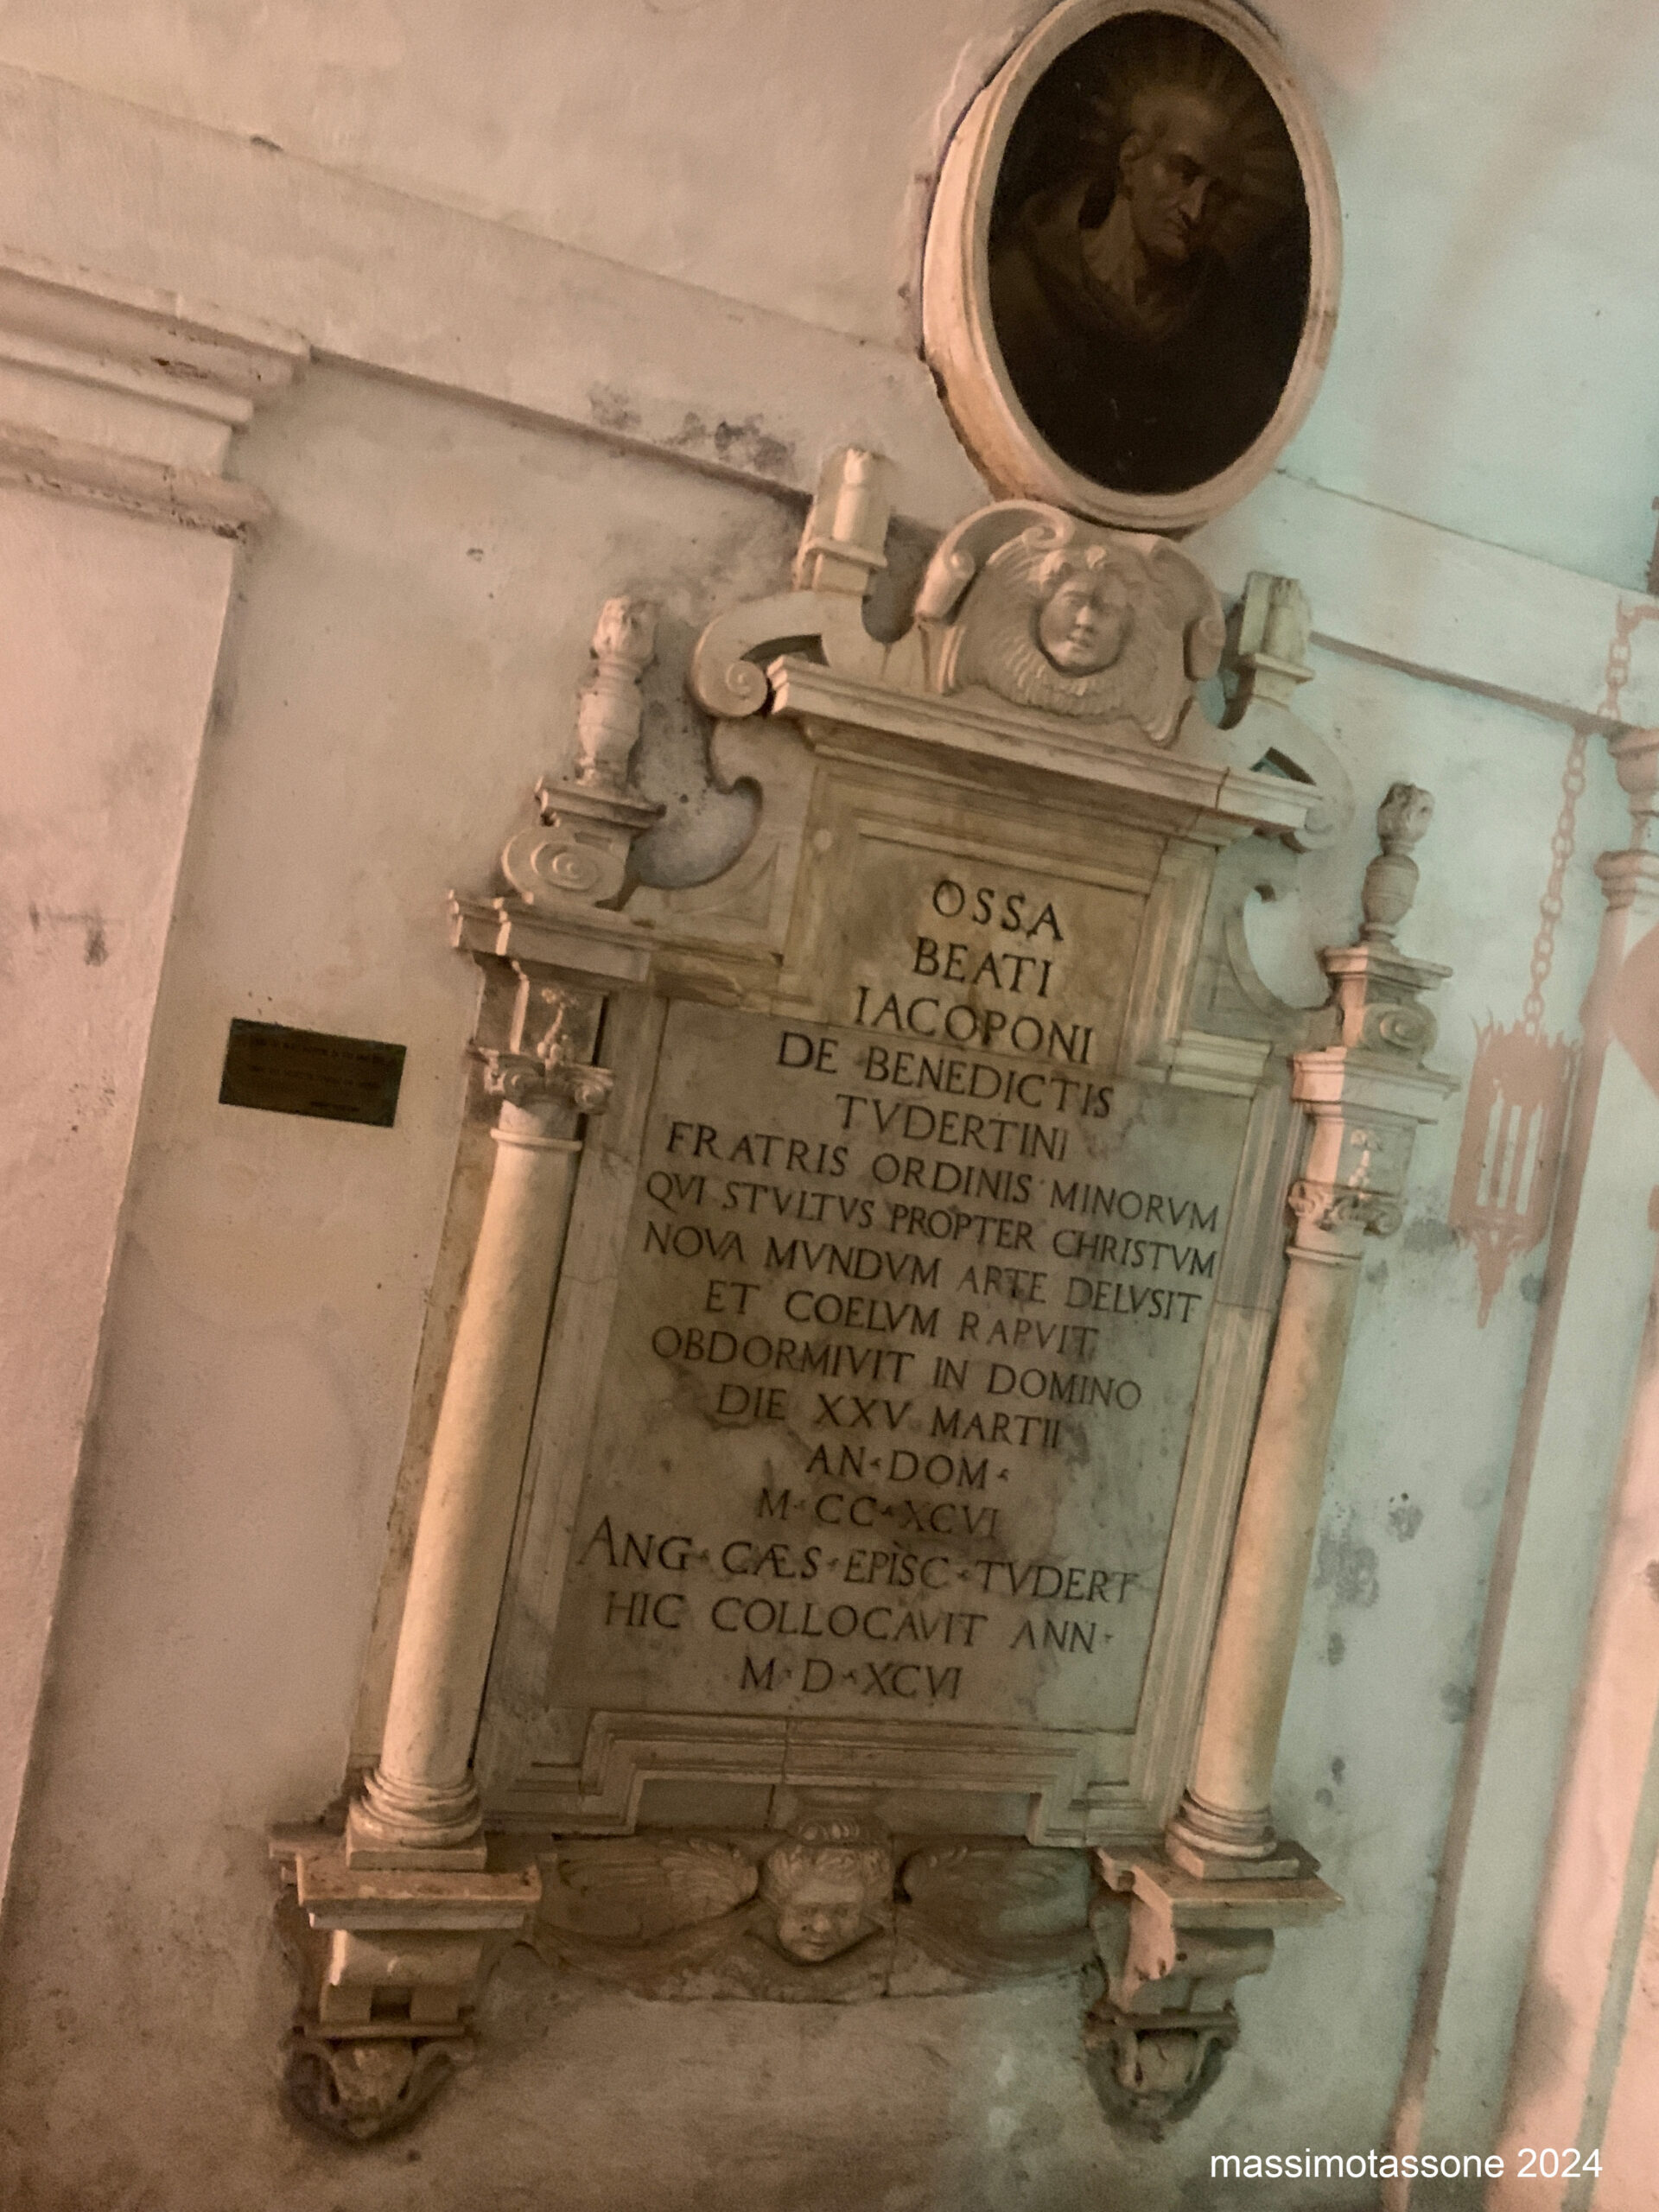 OSSA
BEATI
IACOPONI
DE BENEDICTIS
TVDERTINI
FRATRIS ORDINIS MINORVM
QVI STVLTVS PROPTER CHRISTVM
NOVA MVNDVM ARTE DELVSIT
ET COELVM RAPVIT
OBDORMIVIT IN DOMINO
DIE XXV MARTII
AN·DOM·
M·CC·XCVI
ANG·CÆS·EPISC·TVDERT
HIC COLLOCAVIT ANN·
M·D·XCVI
massimotassone 2024